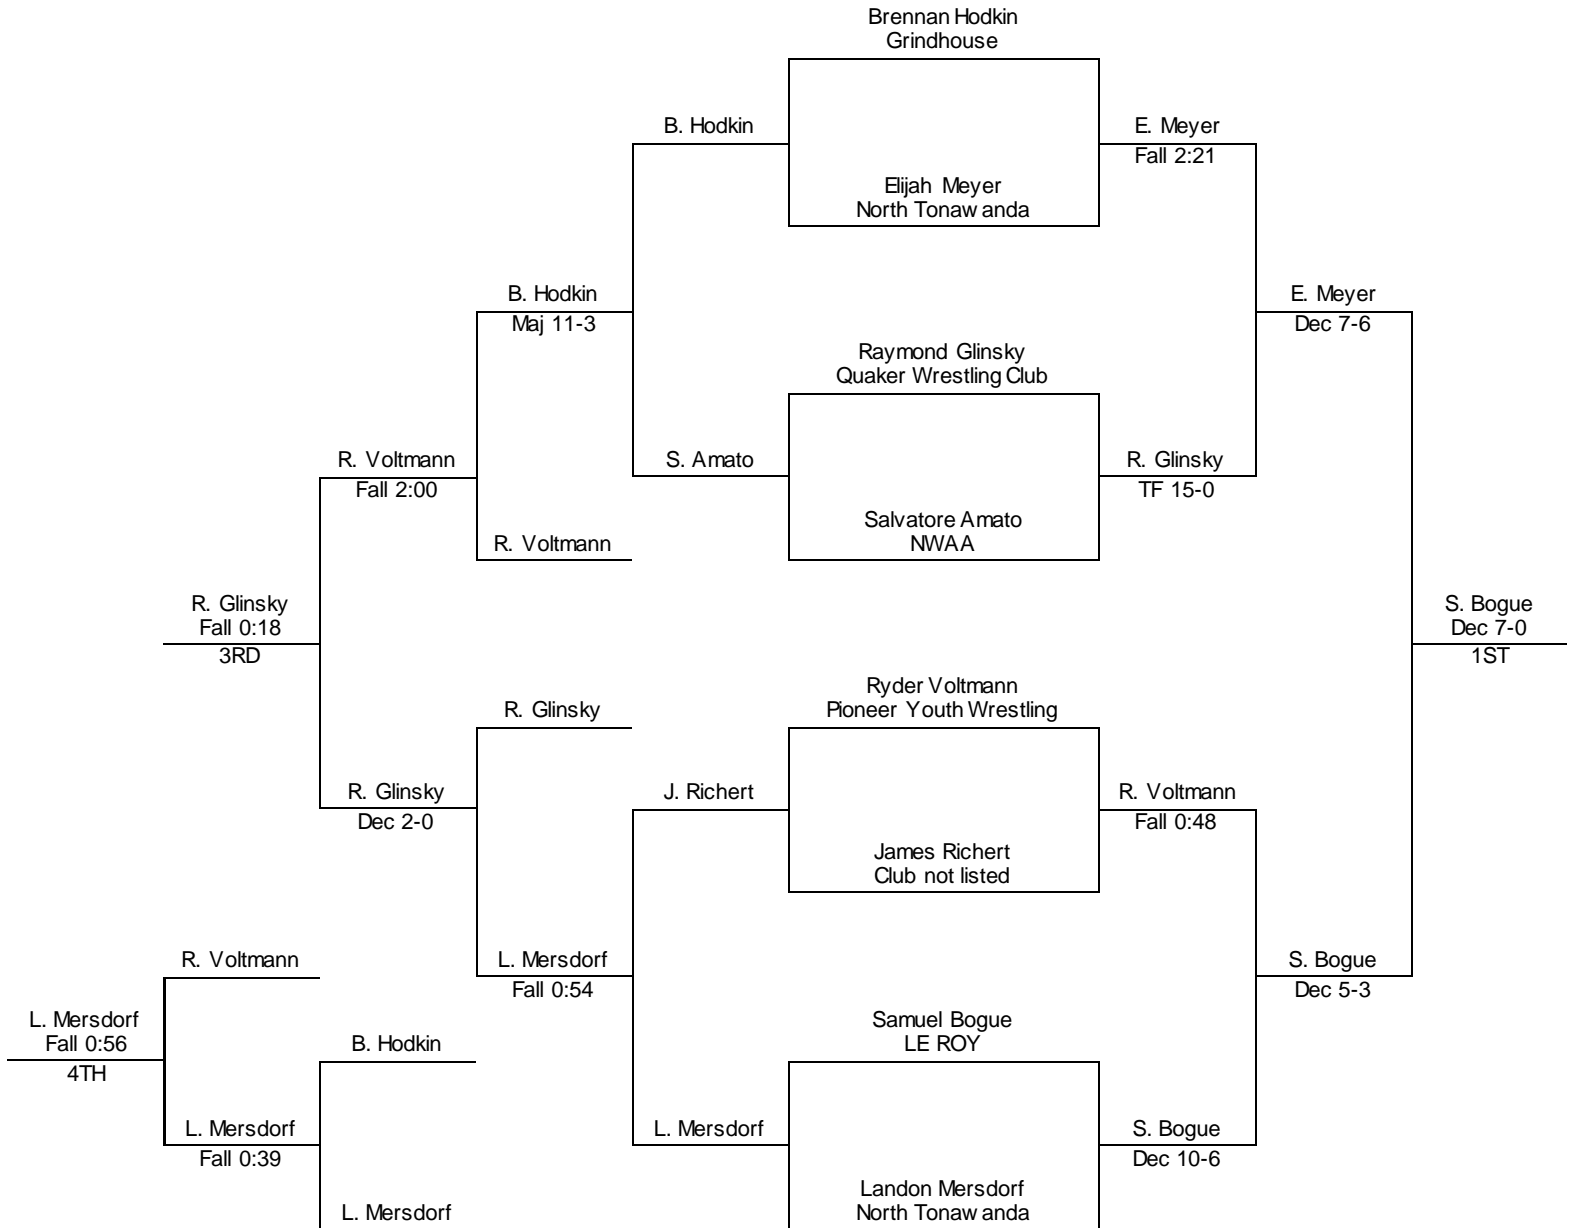 Brennan Hodkin
Grindhouse
B. Hodkin
E. Meyer
Fall 2:21
Elijah Meyer
North Tonawanda
B. Hodkin
Maj 11-3
E. Meyer
Dec 7-6
Raymond Glinsky
Quaker Wrestling Club
R. Voltmann
Fall 2:00
S. Amato
R. Glinsky
TF 15-0
Salvatore Amato
NWAA
R. Voltmann
R. Glinsky
Fall 0:18
3RD
S. Bogue
Dec 7-0
1ST
Ryder Voltmann
Pioneer Youth Wrestling
R. Glinsky
R. Glinsky
Dec 2-0
J. Richert
R. Voltmann
Fall 0:48
James Richert
Club not listed
R. Voltmann
L. Mersdorf
Fall 0:54
S. Bogue
Dec 5-3
L. Mersdorf
Fall 0:56
4TH
B. Hodkin
Samuel Bogue
LE ROY
L. Mersdorf
Fall 0:39
L. Mersdorf
S. Bogue
Dec 10-6
L. Mersdorf
Landon Mersdorf
North Tonawanda